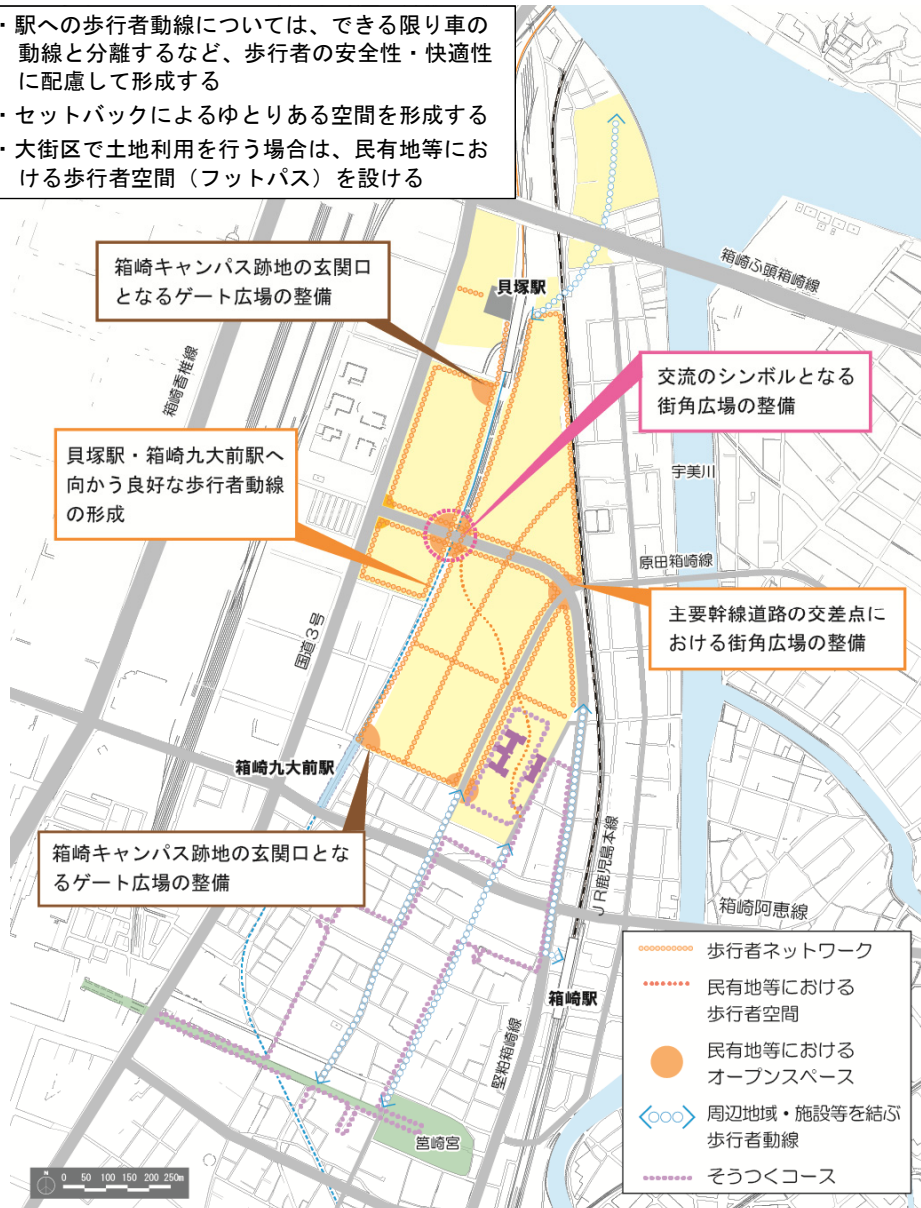 ・駅への歩行者動線については、できる限り車の
動線と分離するなど、歩行者の安全性・快適性
に配慮して形成する
・セットバックによるゆとりある空間を形成する
・大街区で土地利用を行う場合は、民有地等にお
ける歩行者空間（フットパス）を設ける
箱崎キャンパス跡地の玄関口
となるゲート広場の整備
貝塚駅
箱崎ふ頭箱崎線
箱崎香椎線
交流のシンボルとなる
街角広場の整備
貝塚駅・箱崎九大前駅へ
向かう良好な歩行者動線
の形成
宇美川
原田箱崎線
国道3号
主要幹線道路の交差点に
おける街角広場の整備
箱崎九大前駅
箱崎キャンパス跡地の玄関口とな
るゲート広場の整備
JR鹿児島本線
箱崎阿恵線
箱崎駅
堅粕箱崎線
筥崎宮
歩行者ネットワーク
民有地等における
歩行者空間
民有地等における
オープンスペース
周辺地域・施設等を結ぶ
歩行者動線
そうつくコース
N
0 50 100 150 200 250m